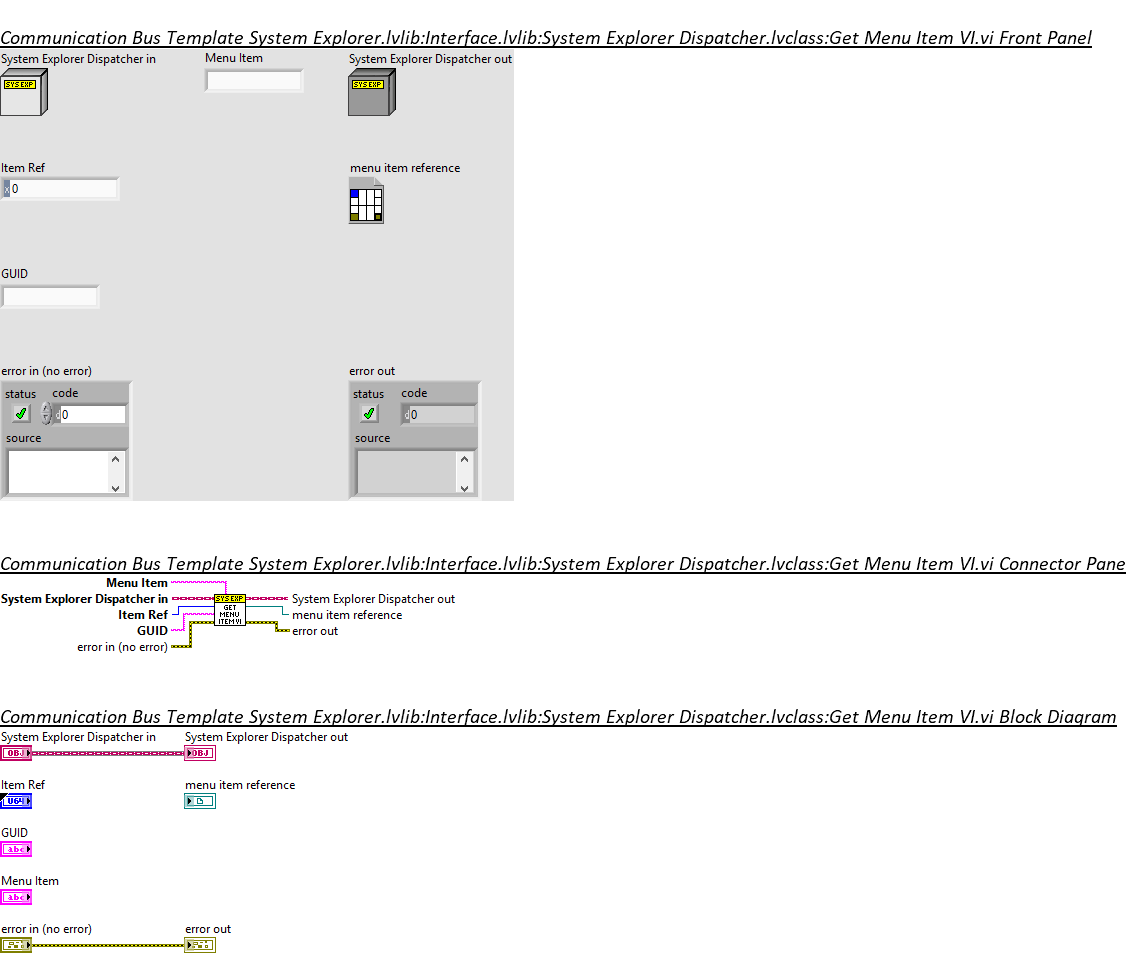 Communication Bus Template System Explorer.lvlib:Interface.lvlib:System Explorer Dispatcher.lvclass:Get Menu Item VI.vi Front Panel
System Explorer Dispatcher in Menu Item System Explorer Dispatcher out
SYS EXP SYS EXP
Item Ref menu item reference
x 0
GUID
error in (no error) error out
status code status code
d 0 d 0
source source
Communication Bus Template System Explorer.lvlib:Interface.lvlib:System Explorer Dispatcher.lvclass:Get Menu Item VI.vi Connector Pane
Menu Item
System Explorer Dispatcher in SYS EXP System Explorer Dispatcher out
Item Ref GET MENU ITEM VI menu item reference
GUID error out
error in (no error)
Communication Bus Template System Explorer.lvlib:Interface.lvlib:System Explorer Dispatcher.lvclass:Get Menu Item VI.vi Block Diagram
System Explorer Dispatcher in System Explorer Dispatcher out
OBJ OBJ
Item Ref menu item reference
U64
GUID
abc
Menu Item
abc
error in (no error) error out